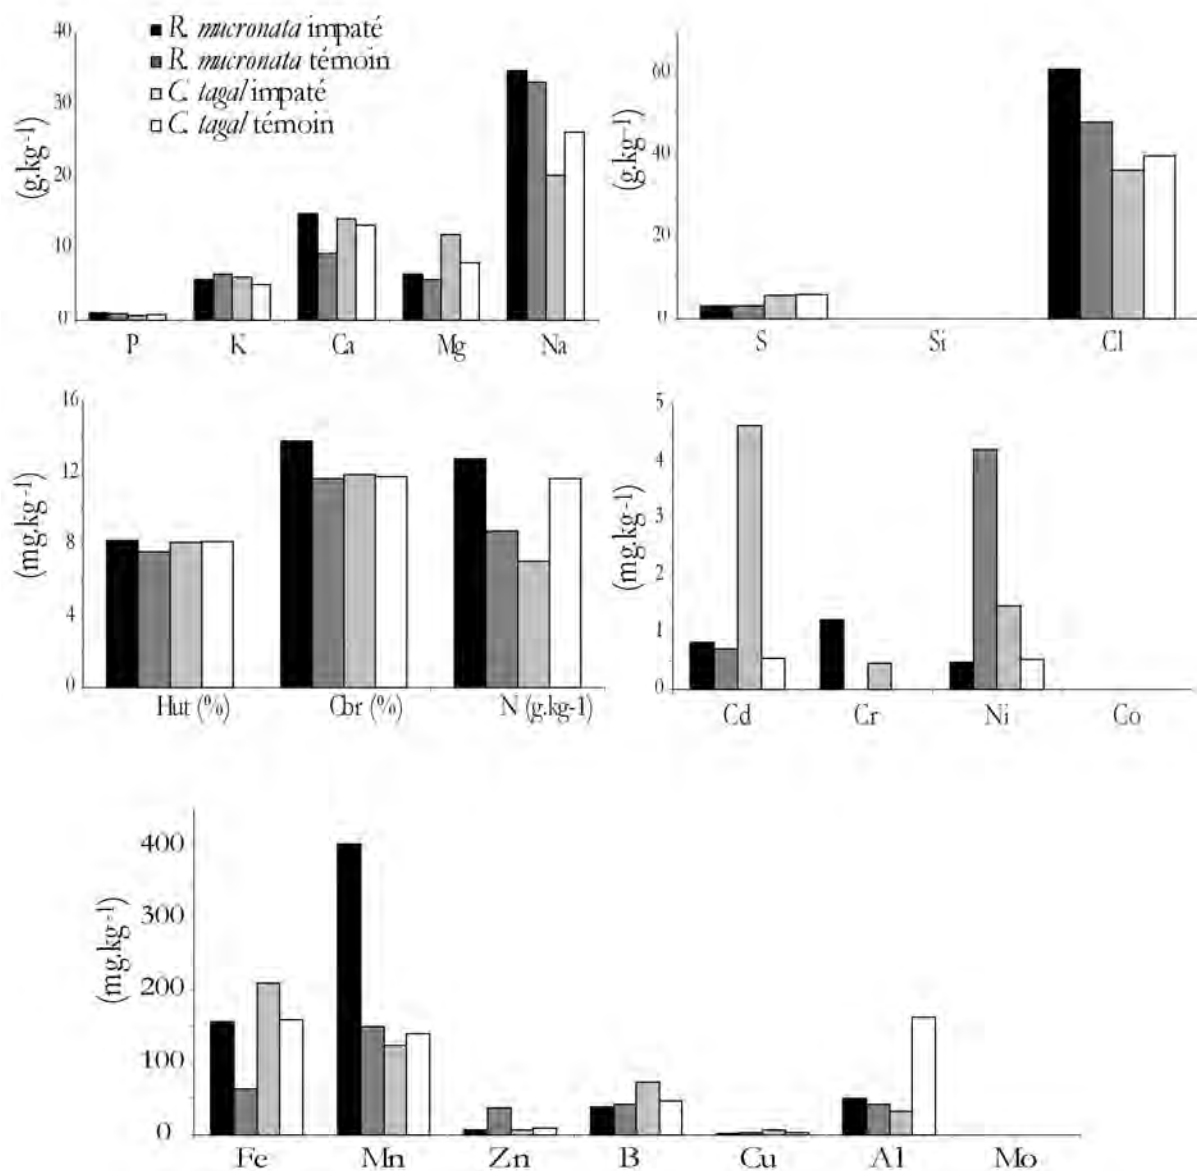 40
30
20
10
0
(g.kg-1)
R. mucronata impaté
R. mucronata témoin
C. tagal impaté
C. tagal témoin
P K Ca Mg Na
60
40
20
0
(g.kg-1)
S Si Cl
16
12
8
4
0
(mg.kg-1)
Hut (%) Cbr (%) N (g.kg-1)
5
4
3
2
1
0
(mg.kg-1)
Cd Cr Ni Co
400
300
200
100
0
(mg.kg-1)
Fe Mn Zn B Cu Al Mo